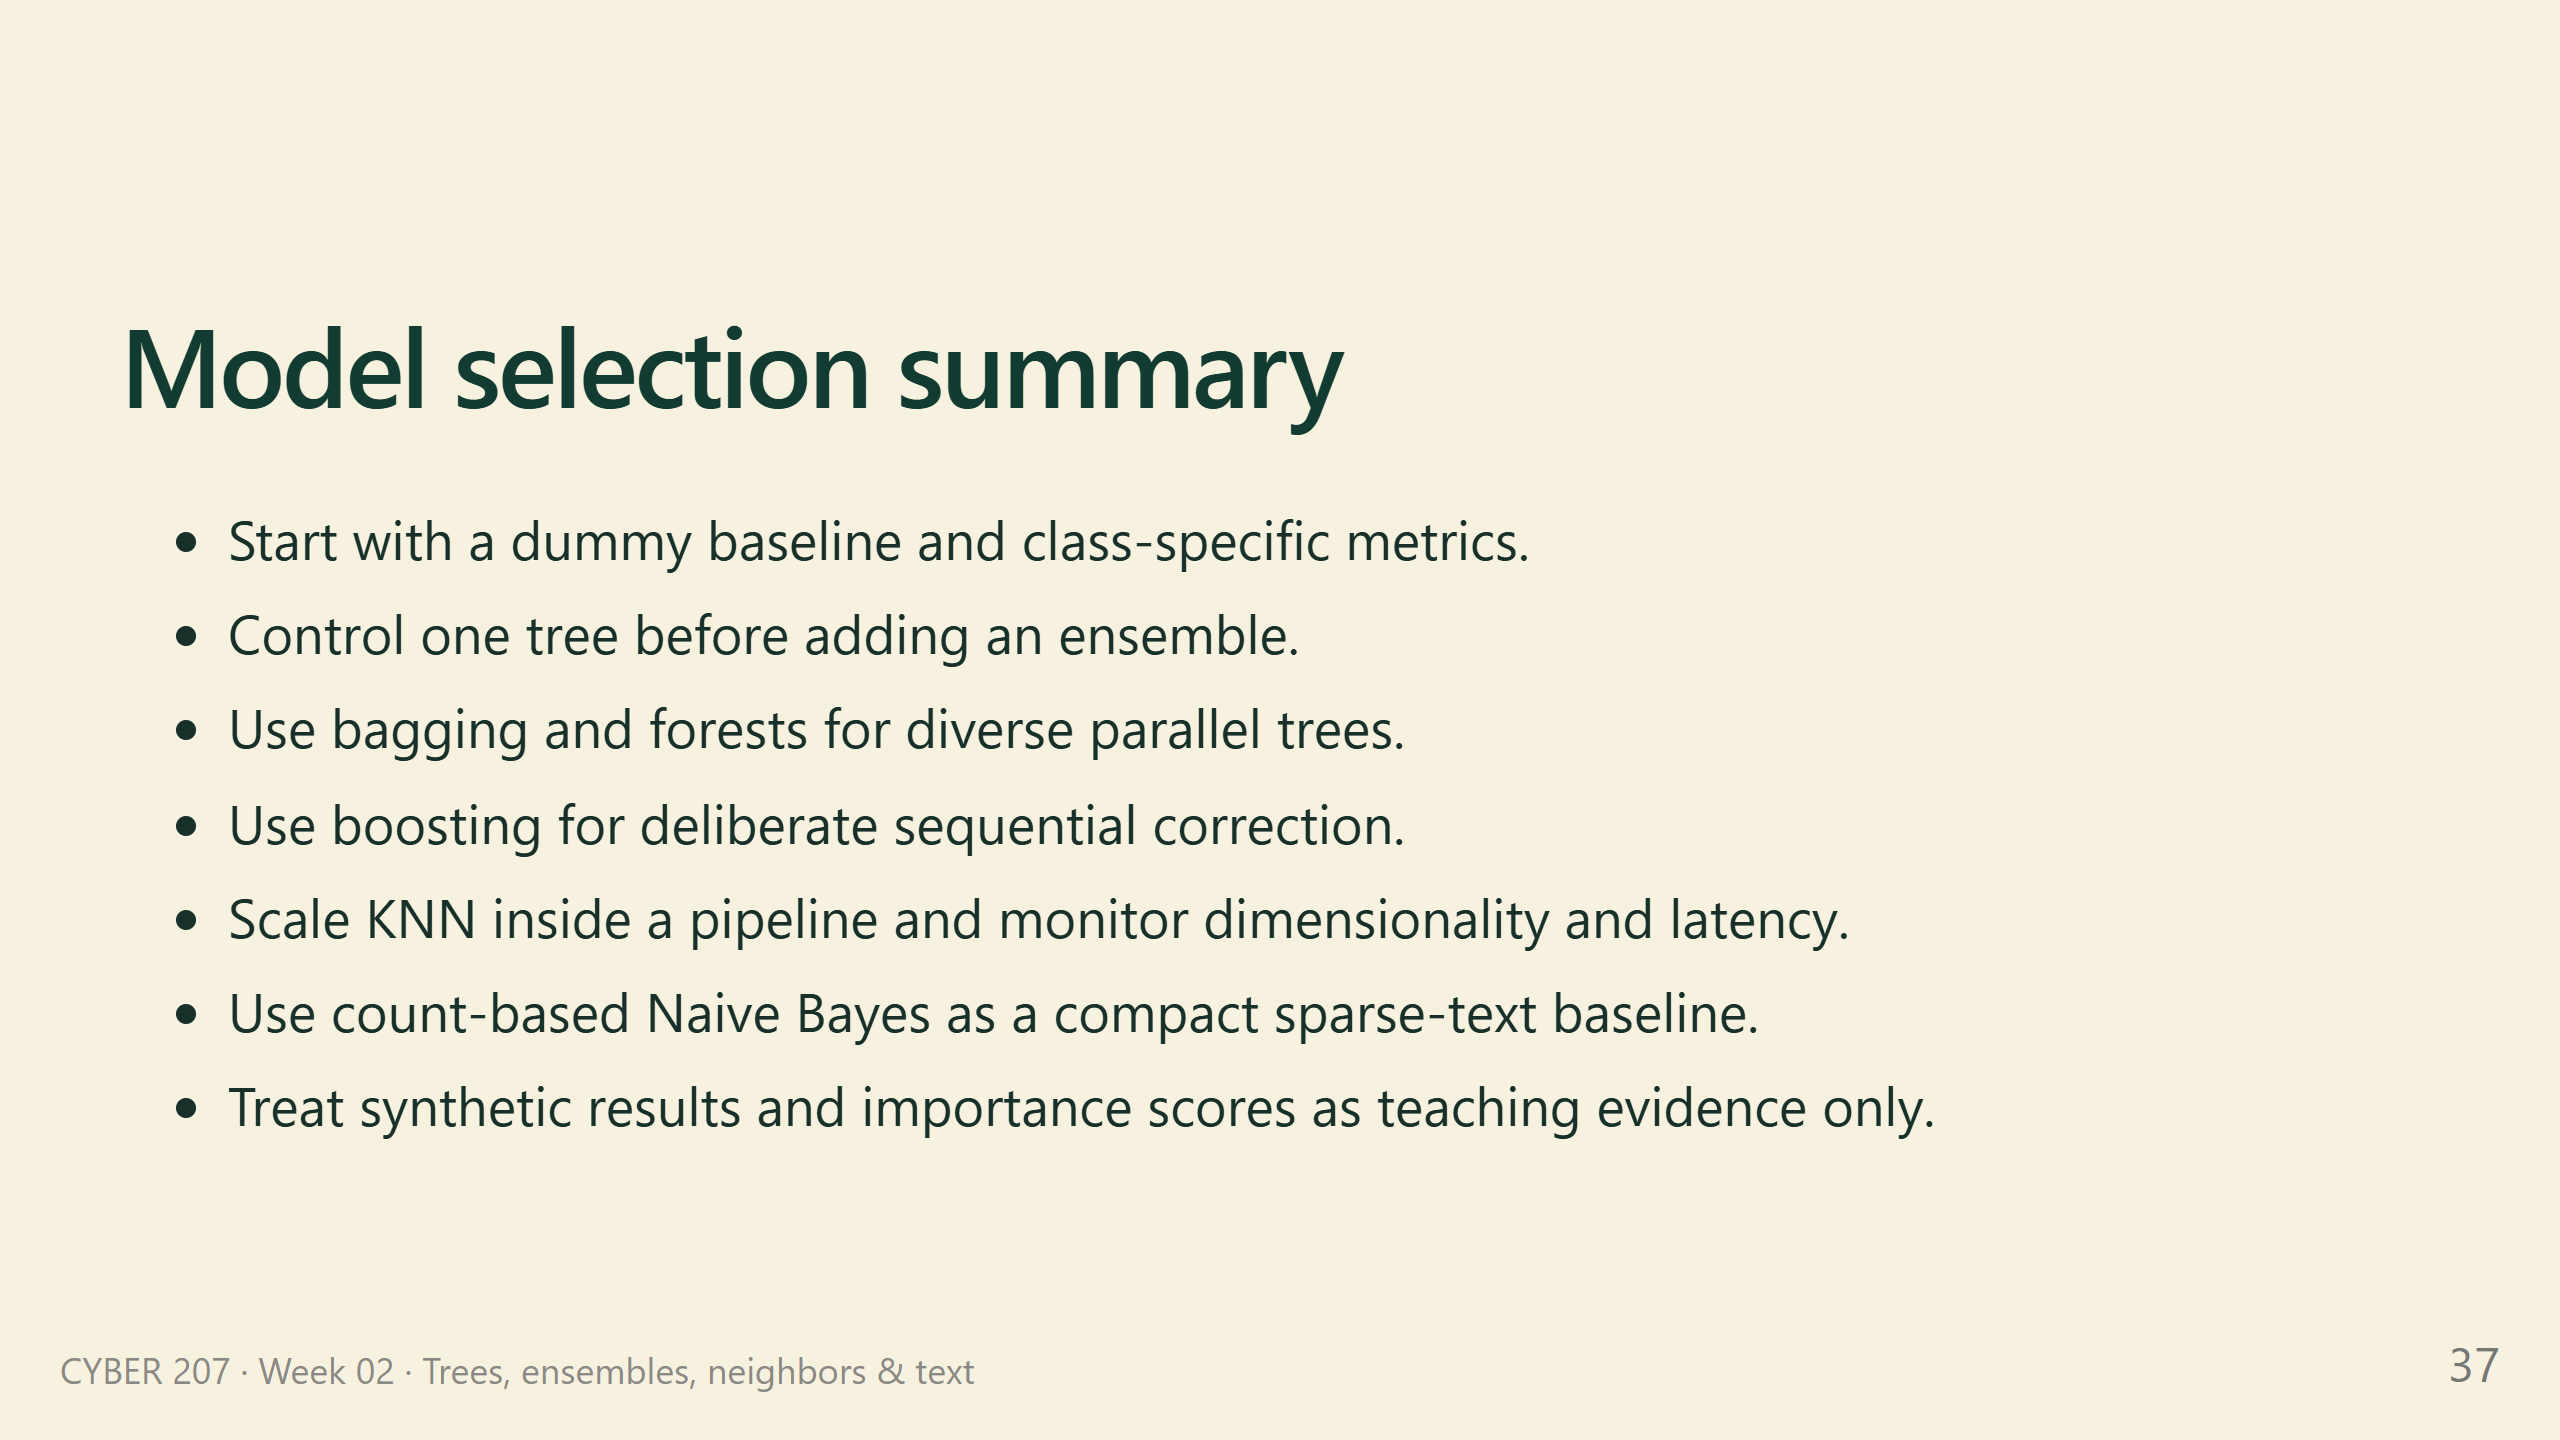 Model selection summary
• Start with a dummy baseline and class-specific metrics.
• Control one tree before adding an ensemble.
• Use bagging and forests for diverse parallel trees.
• Use boosting for deliberate sequential correction.
• Scale KNN inside a pipeline and monitor dimensionality and latency.
• Use count-based Naive Bayes as a compact sparse-text baseline.
• Treat synthetic results and importance scores as teaching evidence only.
CYBER 207 · Week 02 · Trees, ensembles, neighbors & text
37